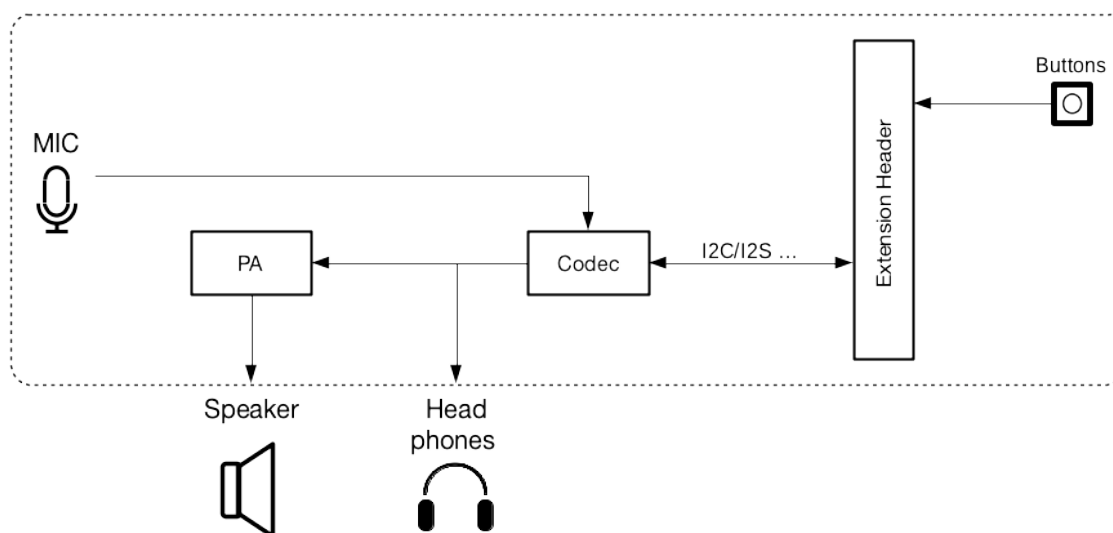 Buttons
MIC
Extension Header
PA
Codec
I2C/I2S ...
Speaker
Head
phones